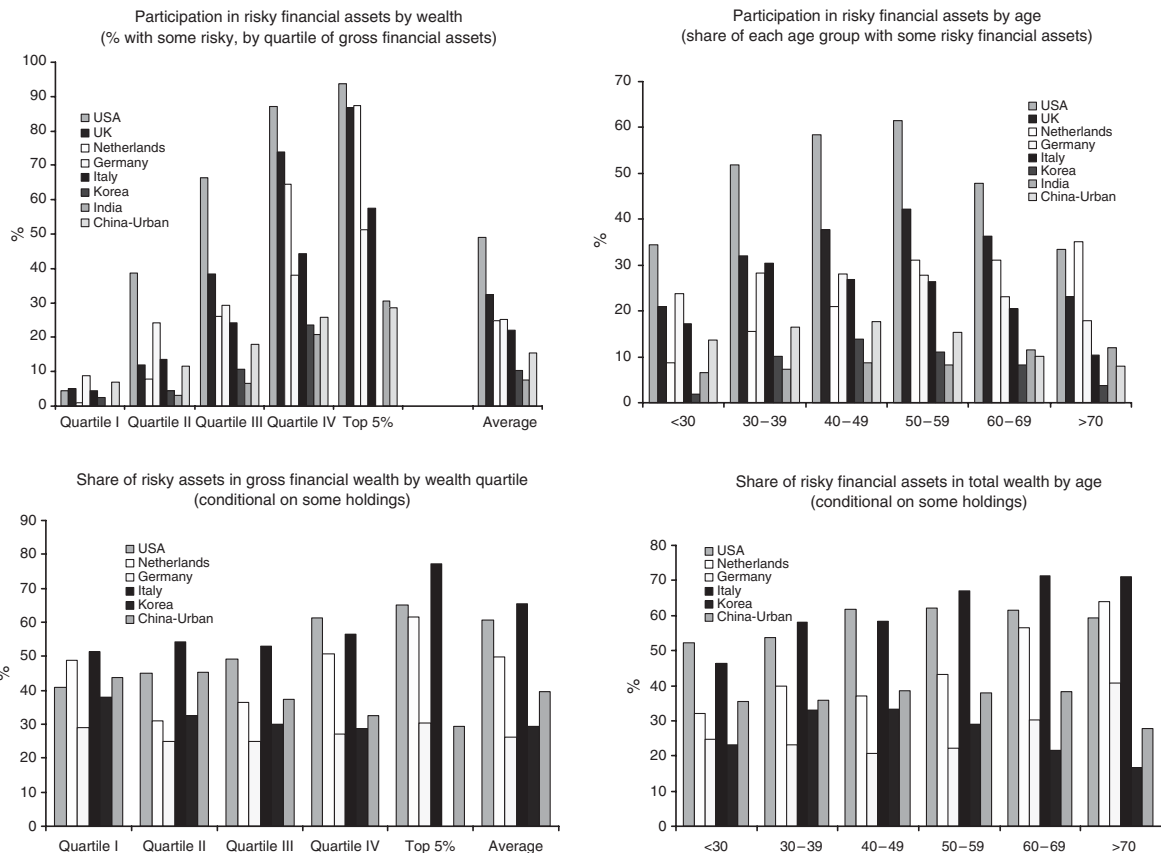 Participation in risky financial assets by wealth
(% with some risky, by quartile of gross financial assets)
100
90
80
70
60
50
40
30
20
10
0
%
USA
UK
Netherlands
Germany
Italy
Korea
India
China-Urban
Quartile I Quartile II Quartile III Quartile IV Top 5% Average
Participation in risky financial assets by age
(share of each age group with some risky financial assets)
70
60
50
40
30
20
10
0
%
USA
UK
Netherlands
Germany
Italy
Korea
India
China-Urban
<30 30–39 40–49 50–59 60–69 >70
Share of risky assets in gross financial wealth by wealth quartile
(conditional on some holdings)
90
80
70
60
50
40
30
20
10
0
%
USA
Netherlands
Germany
Italy
Korea
China-Urban
Quartile I Quartile II Quartile III Quartile IV Top 5% Average
Share of risky financial assets in total wealth by age
(conditional on some holdings)
80
70
60
50
40
30
20
10
0
%
USA
Netherlands
Germany
Italy
Korea
China-Urban
<30 30–39 40–49 50–59 60–69 >70